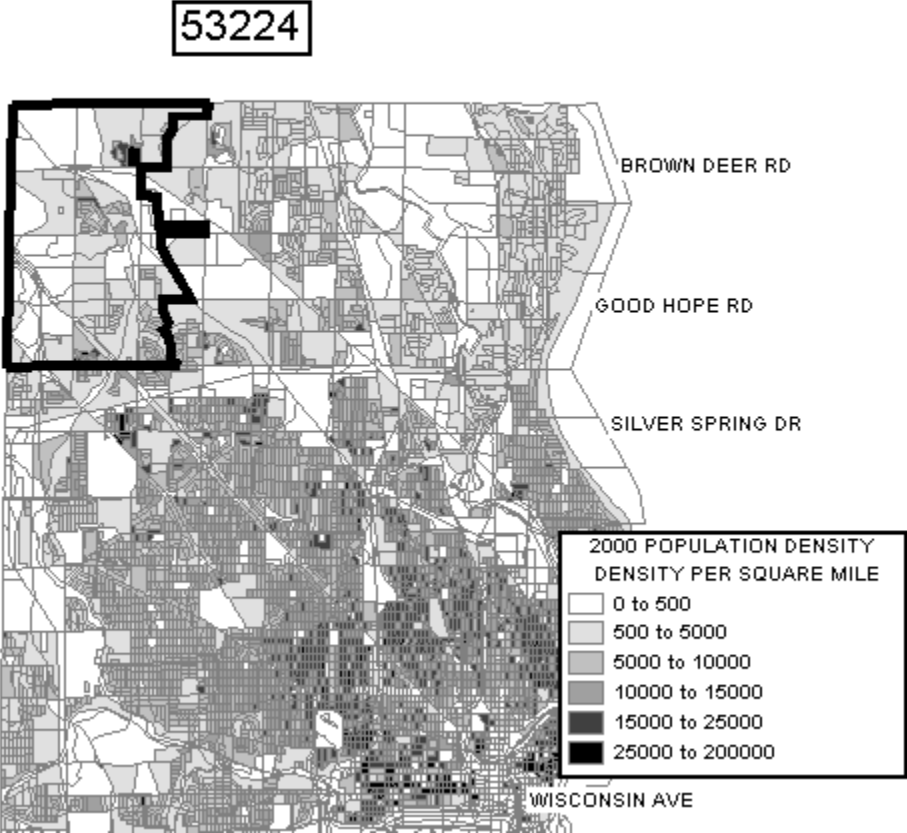 53224
BROWN DEER RD
GOOD HOPE RD
SILVER SPRING DR
2000 POPULATION DENSITY
DENSITY PER SQUARE MILE
0 to 500
500 to 5000
5000 to 10000
10000 to 15000
15000 to 25000
25000 to 200000
WISCONSIN AVE